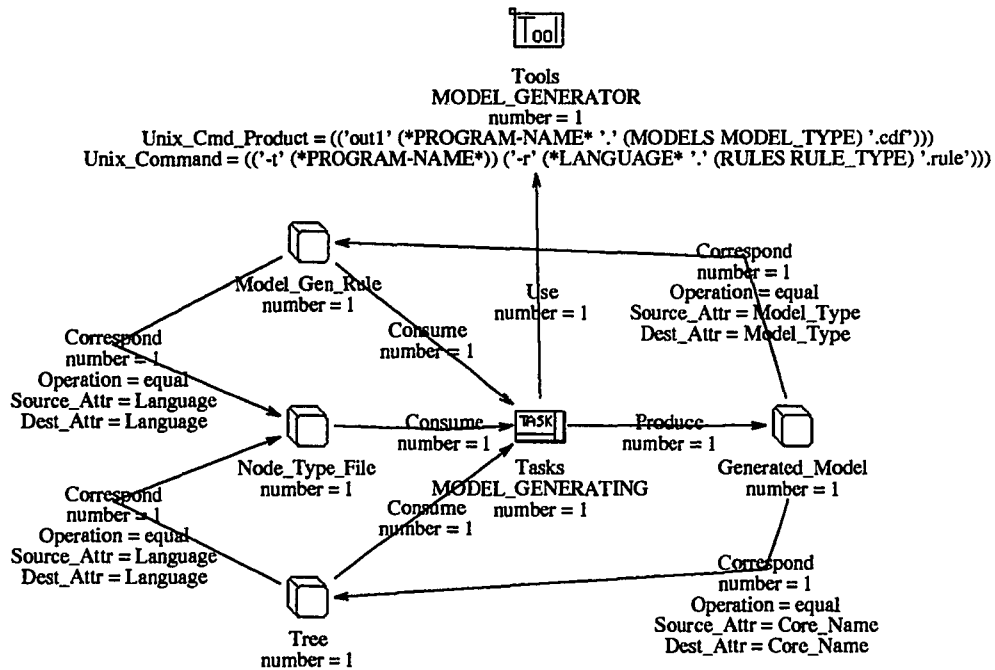 Tool
Tools
MODEL_GENERATOR
number = 1
Unix_Cmd_Product = (('out1' (*PROGRAM-NAME* '.' (MODELS MODEL_TYPE) '.cdf')))
Unix_Command = (('-t' (*PROGRAM-NAME*)) ('-r' (*LANGUAGE* '.' (RULES RULE_TYPE) '.rule')))
Model_Gen_Rule
number = 1
Correspond
number = 1
Operation = equal
Source_Attr = Model_Type
Dest_Attr = Model_Type
Use
number = 1
Consume
number = 1
Correspond
number = 1
Operation = equal
Source_Attr = Language
Dest_Attr = Language
Node_Type_File
number = 1
Consume
number = 1
TASK
Tasks
MODEL_GENERATING
number = 1
Produce
number = 1
Generated_Model
number = 1
Correspond
number = 1
Operation = equal
Source_Attr = Language
Dest_Attr = Language
Consume
number = 1
Tree
number = 1
Correspond
number = 1
Operation = equal
Source_Attr = Core_Name
Dest_Attr = Core_Name